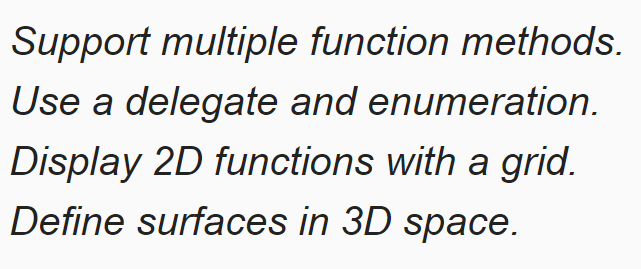 Support multiple function methods.
Use a delegate and enumeration.
Display 2D functions with a grid.
Define surfaces in 3D space.